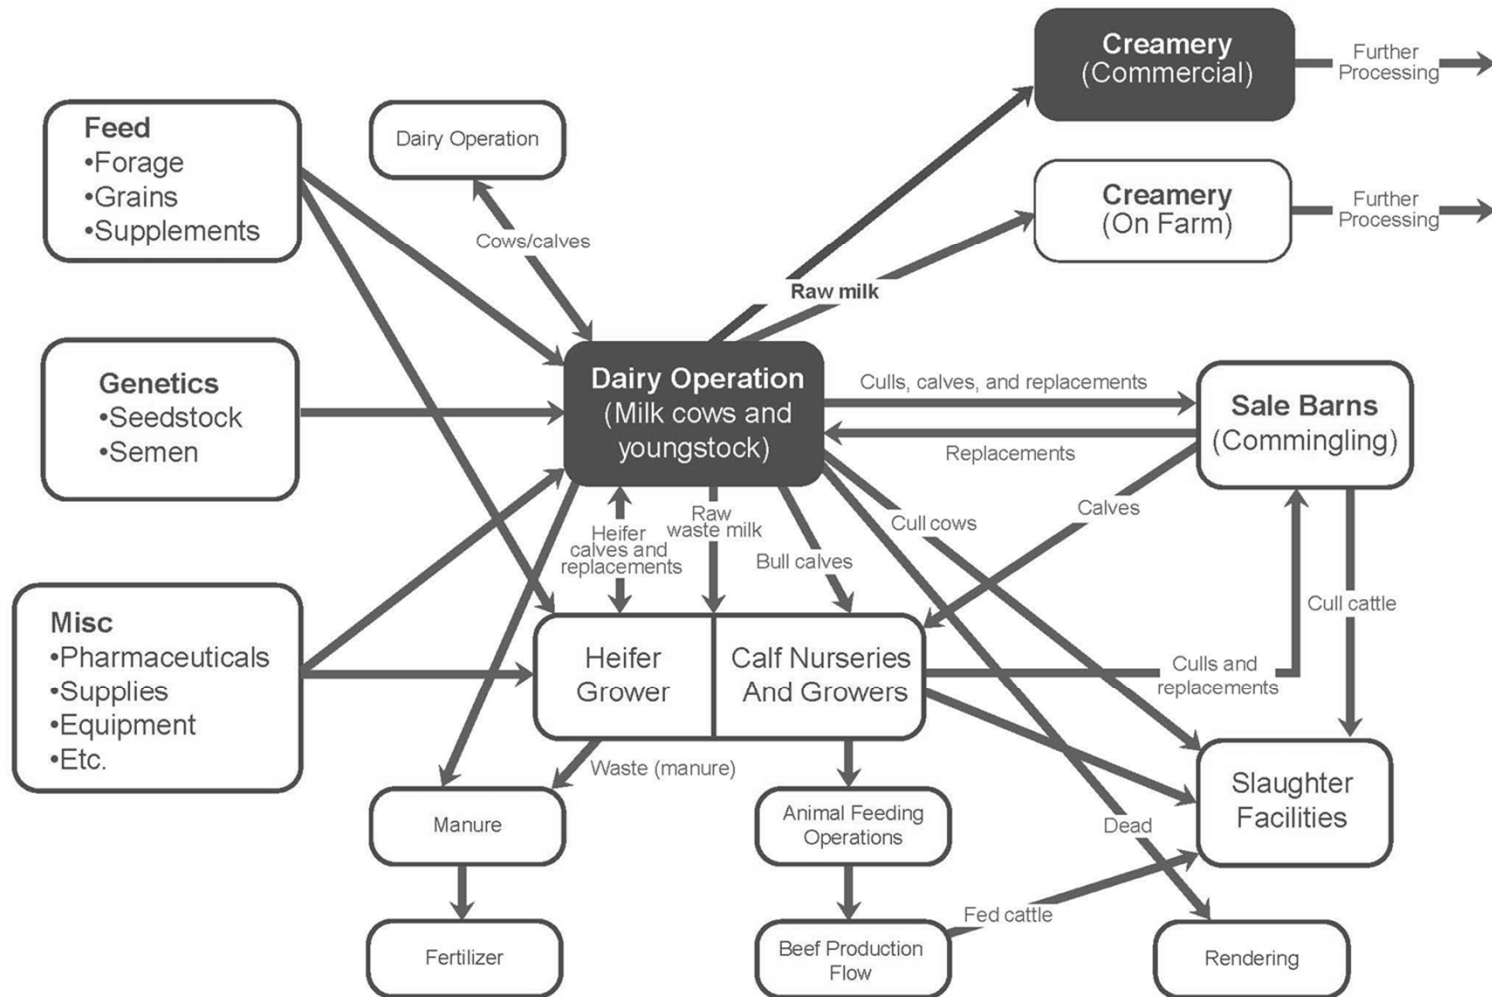 Creamery
(Commercial)
Further
Processing
Feed
•Forage
•Grains
•Supplements
Dairy Operation
Creamery
(On Farm)
Further
Processing
Cows/calves
Raw milk
Genetics
•Seedstock
•Semen
Dairy Operation
(Milk cows and
youngstock)
Culls, calves, and replacements
Replacements
Sale Barns
(Commingling)
Heifer
calves and
replacements
Raw
waste milk
Bull calves
Cull cows
Calves
Cull cattle
Misc
•Pharmaceuticals
•Supplies
•Equipment
•Etc.
Heifer
Grower
Calf Nurseries
And Growers
Culls and
replacements
Waste (manure)
Manure
Animal Feeding
Operations
Dead
Slaughter
Facilities
Fertilizer
Beef Production
Flow
Fed cattle
Rendering